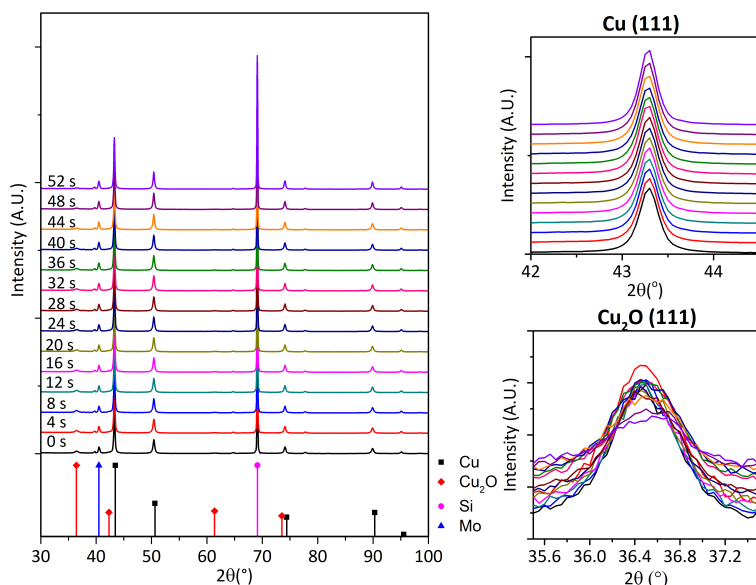 Intensity (A.U.)
52 s
48 s
44 s
40 s
36 s
32 s
28 s
24 s
20 s
16 s
12 s
8 s
4 s
0 s
30 40 50 60 70 80 90 100
2θ(°)
Cu
Cu2O
Si
Mo
Cu (111)
Intensity (A.U.)
42 43 44
2θ(°)
Cu2O (111)
Intensity (A.U.)
35.6 36.4 36.8 37.2
2θ (°)